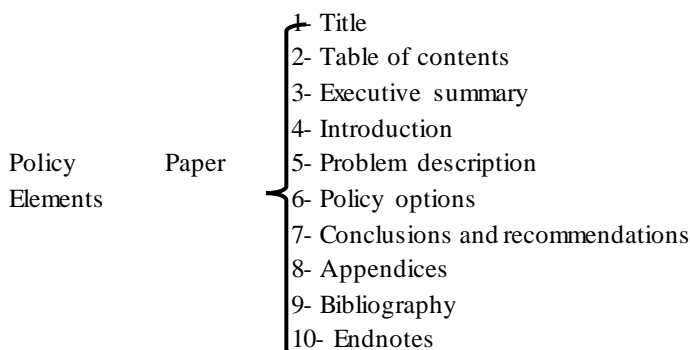 Policy Paper
Elements
1- Title
2- Table of contents
3- Executive summary
4- Introduction
5- Problem description
6- Policy options
7- Conclusions and recommendations
8- Appendices
9- Bibliography
10- Endnotes